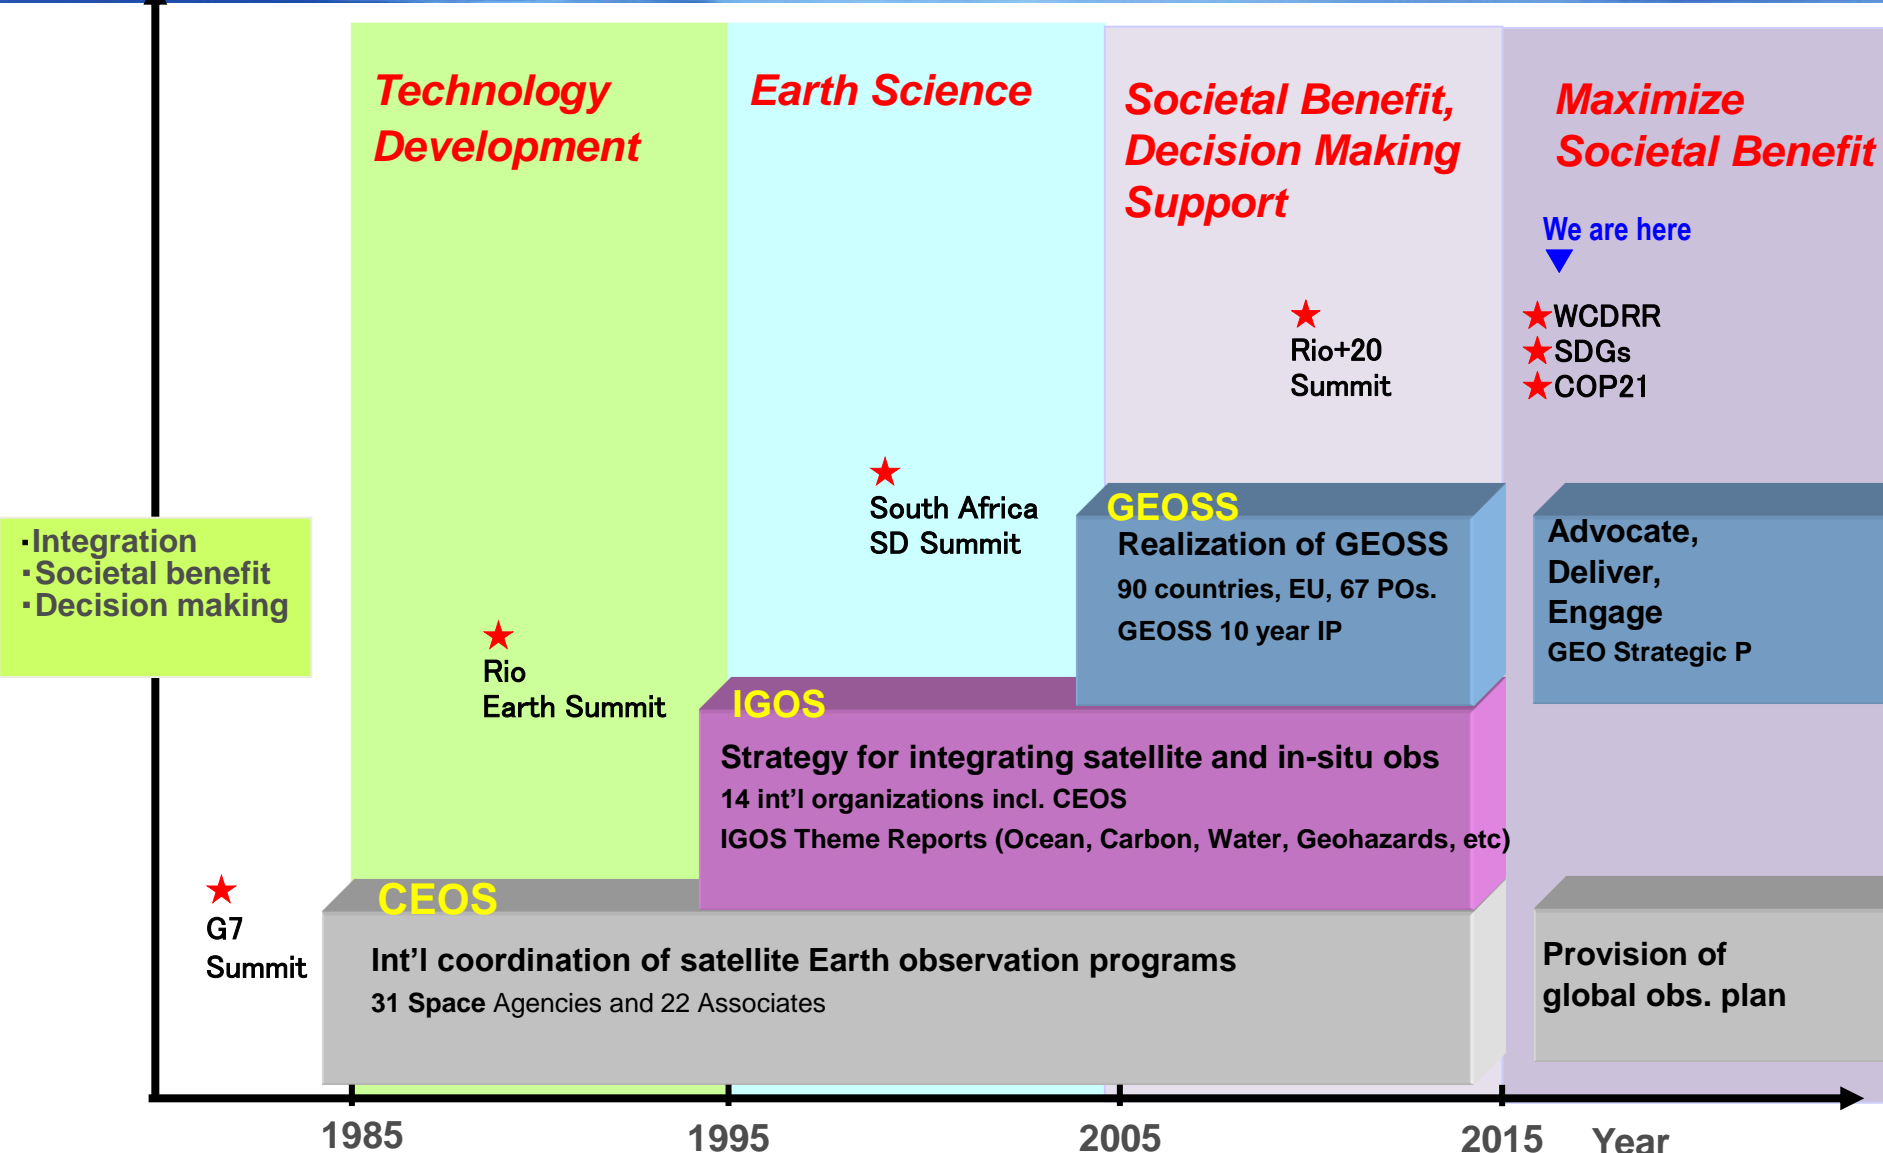 Technology
Development
Earth Science
Societal Benefit,
Decision Making
Support
Maximize
Societal Benefit
We are here
★WCDRR
★SDGs
★COP21
★
Rio+20
Summit
★
South Africa
SD Summit
★
Rio
Earth Summit
★
G7
Summit
・Integration
・Societal benefit
・Decision making
GEOSS
Realization of GEOSS
90 countries, EU, 67 POs.
GEOSS 10 year IP
Advocate,
Deliver,
Engage
GEO Strategic P
IGOS
Strategy for integrating satellite and in-situ obs
14 int’l organizations incl. CEOS
IGOS Theme Reports (Ocean, Carbon, Water, Geohazards, etc)
CEOS
Int’l coordination of satellite Earth observation programs
31 Space Agencies and 22 Associates
Provision of
global obs. plan
1985
1995
2005
2015
Year